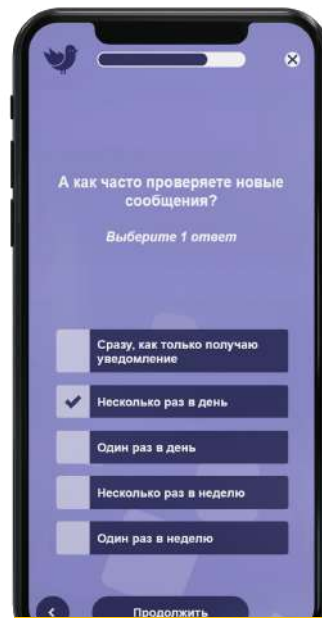 А как часто проверяете новые
сообщения?
Выберите 1 ответ
Сразу, как только получаю
уведомление
Несколько раз в день
Один раз в день
Несколько раз в неделю
Один раз в неделю
Продолжить